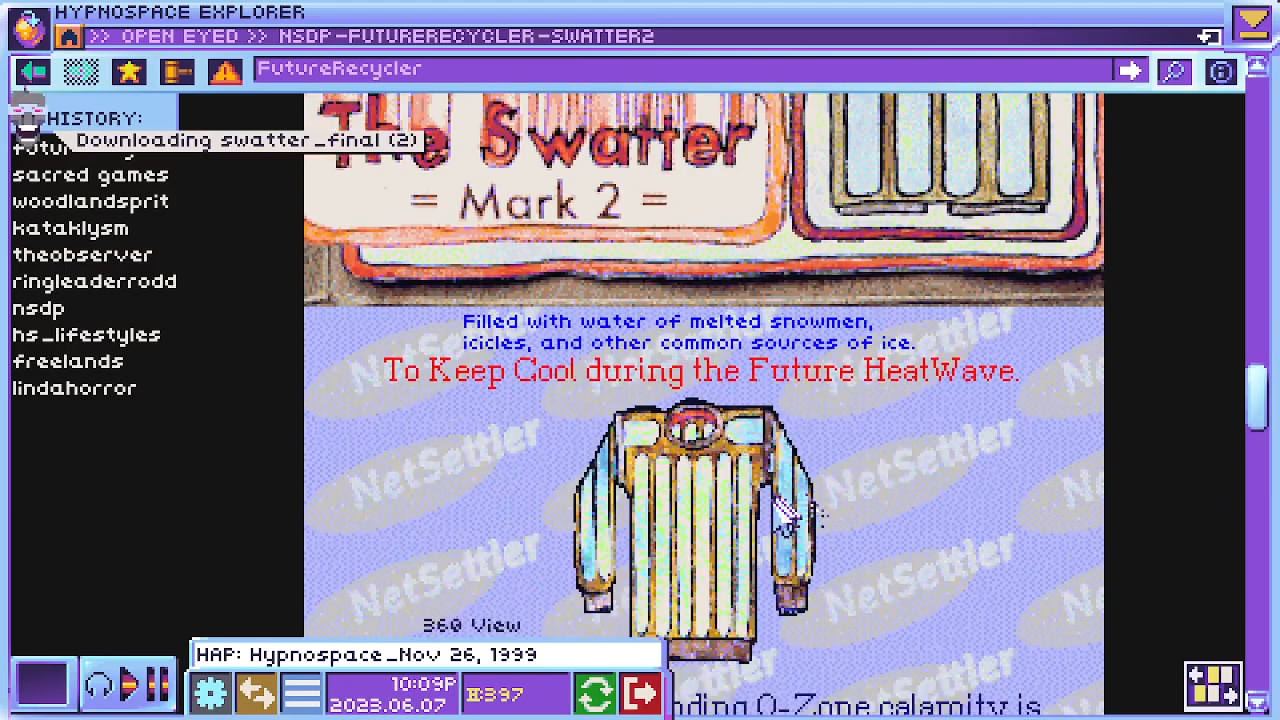 HYPNOSPACE EXPLORER
>> OPEN EYED >> NSDP-FUTURERECYCLER-SWATTER2
FutureRecycler
HISTORY:
Downloading swatter_final (2)
sacred games
woodlandsprit
kataklysm
theobserver
ringleaderrodd
nsdp
hs_lifestyles
freelands
lindahorror
The Swatter
= Mark 2 =
Filled with water of melted snowmen,
icicles, and other common sources of ice.
To Keep Cool during the Future HeatWave.
NetSettler
NetSettler
NetSettler
NetSettler
360 View
HAP: Hypnospace_Nov 26, 1999
10:09P
2023.06.07
397
O-Zone calamity is